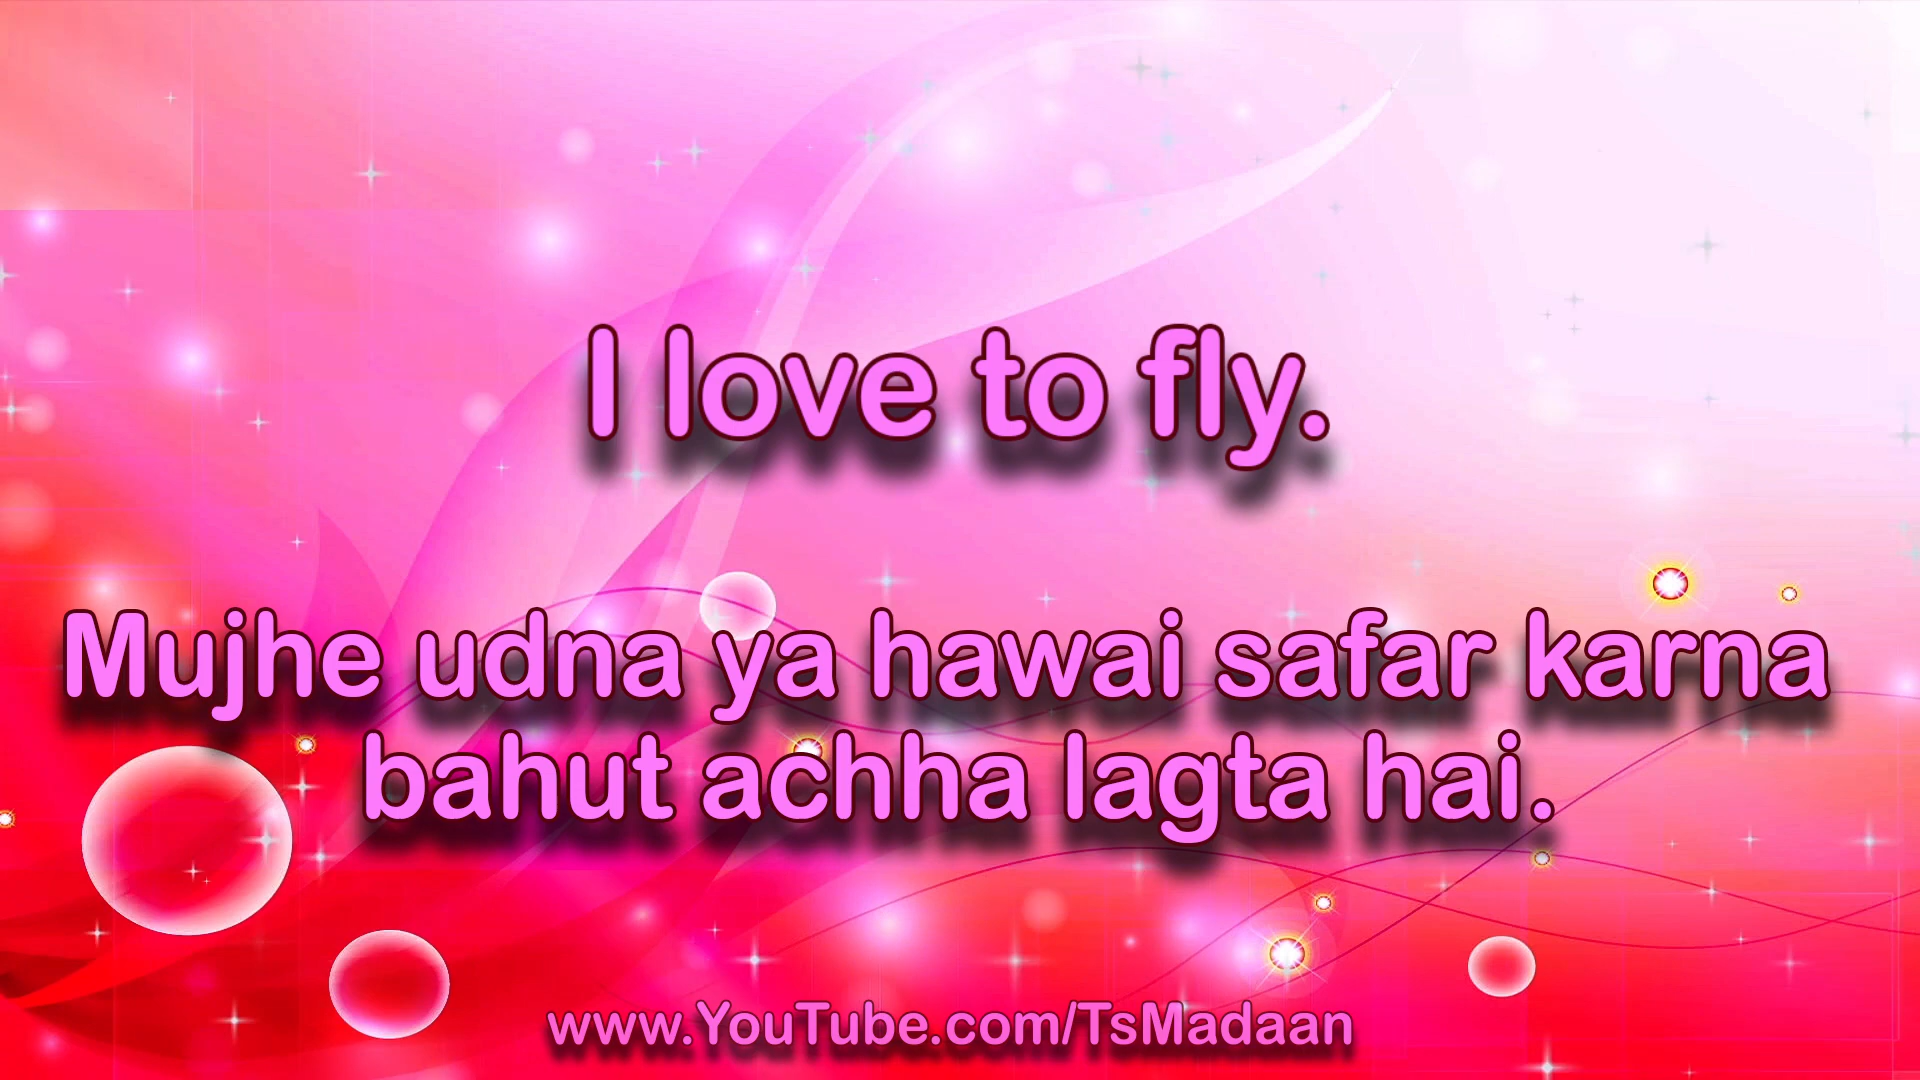 I love to fly.
Mujhe udna ya hawai safar karna
bahut achha lagta hai.
www.YouTube.com/TsMadaan